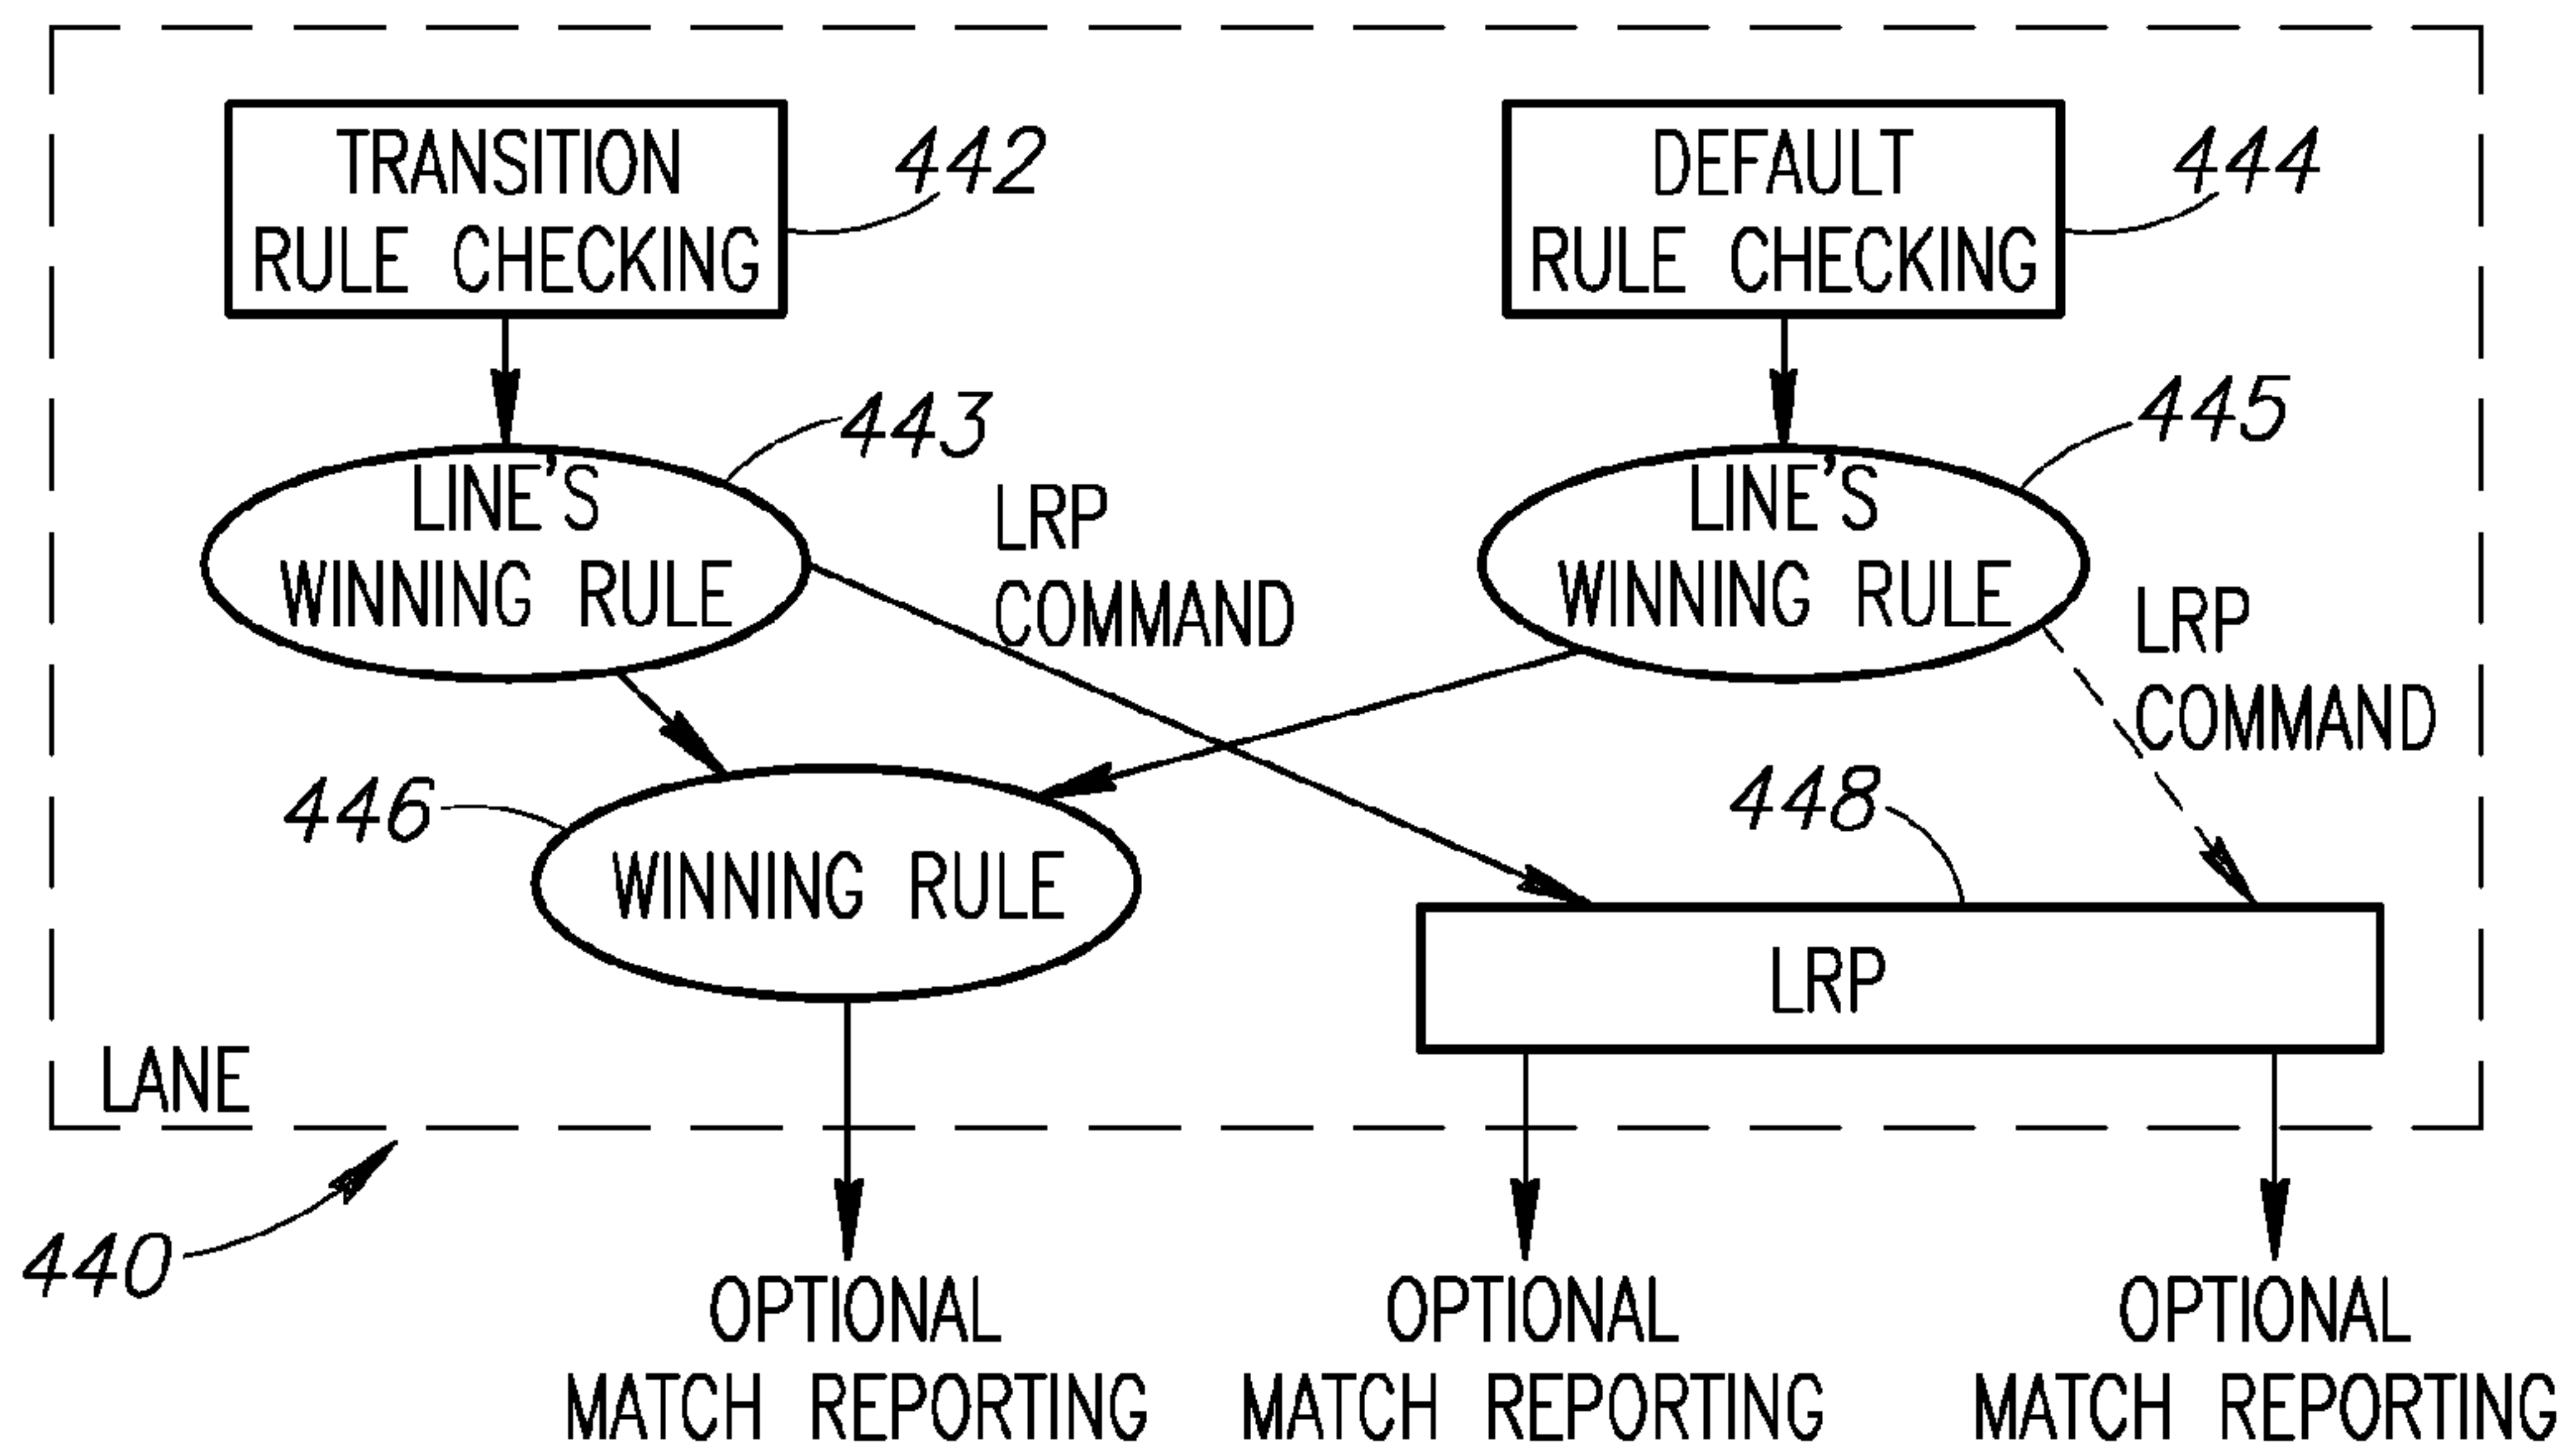 TRANSITION
RULE CHECKING
442
DEFAULT
RULE CHECKING
444
LINE'S
WINNING RULE
443
LRP
COMMAND
LINE'S
WINNING RULE
445
LRP
COMMAND
446
WINNING RULE
448
LRP
LANE
440
OPTIONAL
MATCH REPORTING
OPTIONAL
MATCH REPORTING
OPTIONAL
MATCH REPORTING